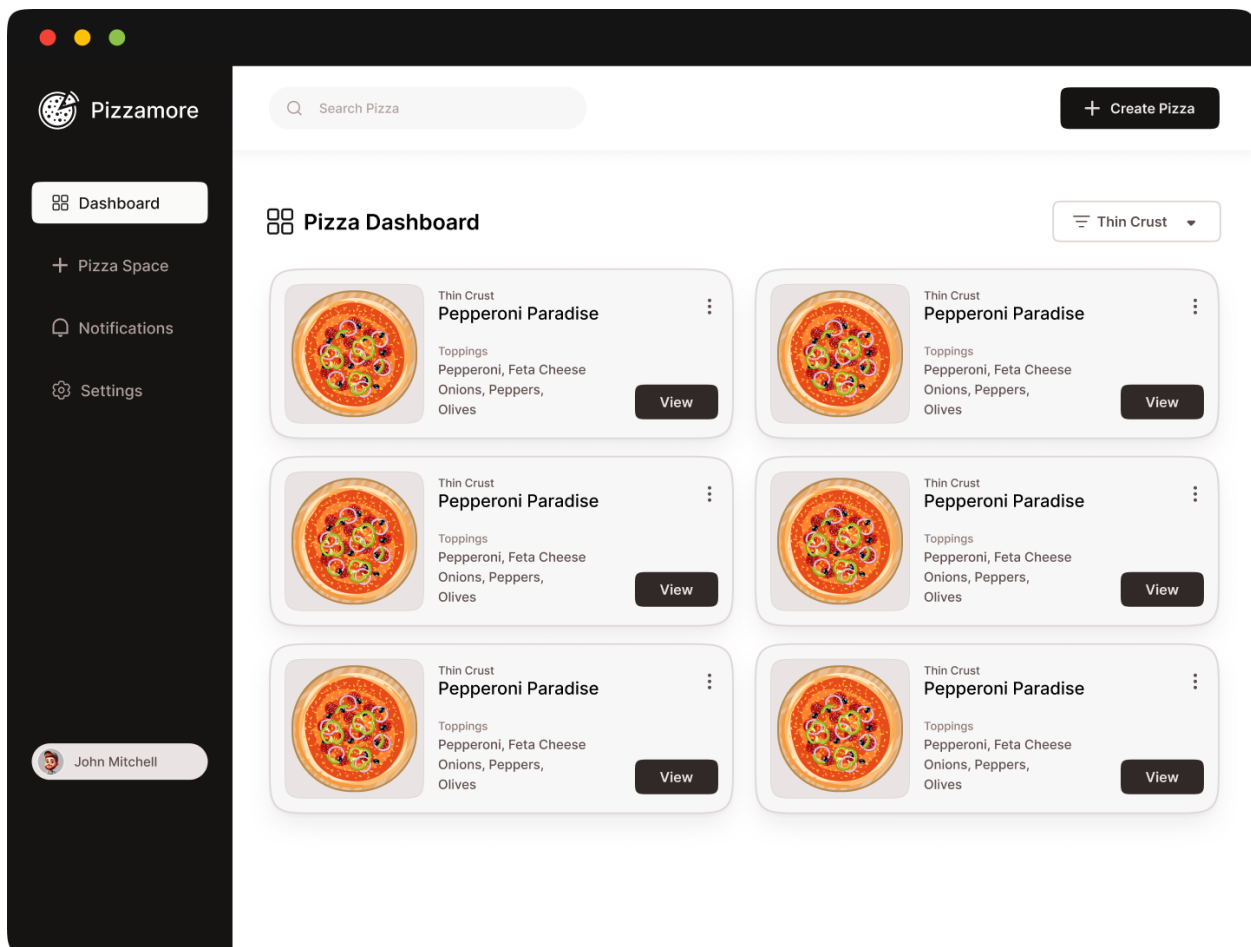 Pizzamore
Search Pizza
Create Pizza
Dashboard
Pizza Space
Notifications
Settings
John Mitchell
Pizza Dashboard
Thin Crust
Thin Crust
Pepperoni Paradise
Toppings
Pepperoni, Feta Cheese
Onions, Peppers,
Olives
View
Thin Crust
Pepperoni Paradise
Toppings
Pepperoni, Feta Cheese
Onions, Peppers,
Olives
View
Thin Crust
Pepperoni Paradise
Toppings
Pepperoni, Feta Cheese
Onions, Peppers,
Olives
View
Thin Crust
Pepperoni Paradise
Toppings
Pepperoni, Feta Cheese
Onions, Peppers,
Olives
View
Thin Crust
Pepperoni Paradise
Toppings
Pepperoni, Feta Cheese
Onions, Peppers,
Olives
View
Thin Crust
Pepperoni Paradise
Toppings
Pepperoni, Feta Cheese
Onions, Peppers,
Olives
View